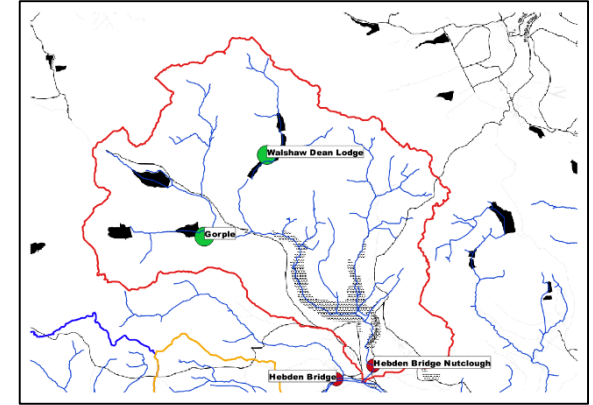 Walshaw Dean Lodge
Gorple
Hebden Bridge Nutclough
Hebden Bridge